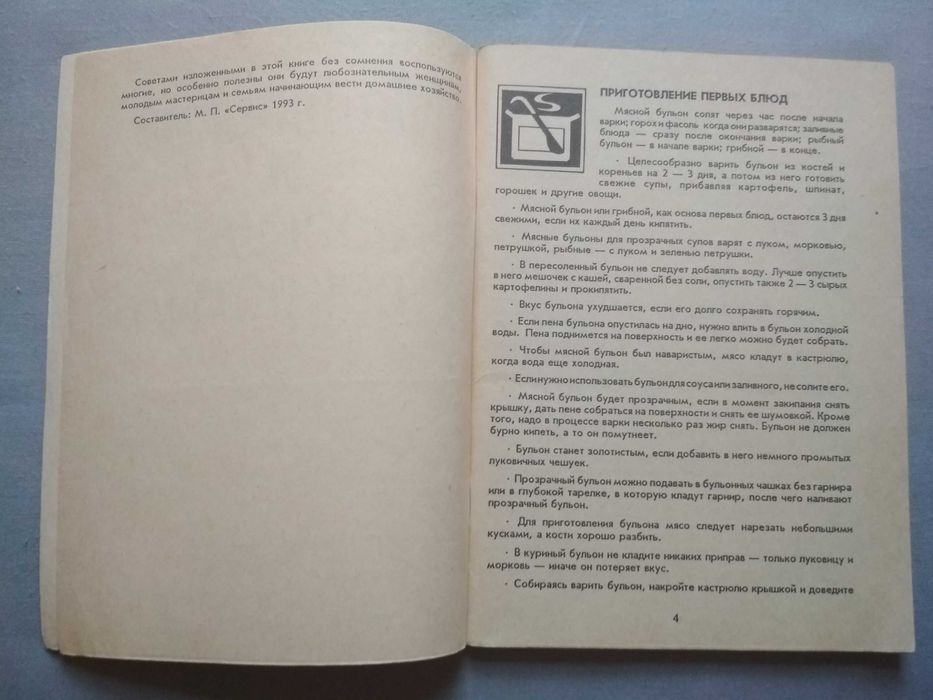 Советами изложенными в этой книге без сомнения воспользуются
многие, но особенно полезны они будут любознательным женщинам,
молодым мастерицам и семьям начинающим вести домашнее хозяйство.
Составитель: М. П. «Сервис» 1993 г.
ПРИГОТОВЛЕНИЕ ПЕРВЫХ БЛЮД
Мясной бульон солят через час после начала
варки; горох и фасоль когда они разварятся; заливные
блюда — сразу после окончания варки; рыбный
бульон — в начале варки; грибной — в конце.
· Целесообразно варить бульон из костей и
кореньев на 2 — 3 дня, а потом из него готовить
свежие супы, прибавляя картофель, шпинат,
горошек и другие овощи.
· Мясной бульон или грибной, как основа первых блюд, остаются 3 дня
свежими, если их каждый день кипятить.
· Мясные бульоны для прозрачных супов варят с луком, морковью,
петрушкой, рыбные — с луком и зеленью петрушки.
· В пересоленный бульон не следует добавлять воду. Лучше опустить
в него мешочек с кашей, сваренной без соли, опустить также 2 — 3 сырых
картофелины и прокипятить.
· Вкус бульона ухудшается, если его долго сохранять горячим.
· Если пена бульона опустилась на дно, нужно влить в бульон холодной
воды. Пена поднимется на поверхность и ее легко можно будет собрать.
· Чтобы мясной бульон был наваристым, мясо кладут в кастрюлю,
когда вода еще холодная.
· Если нужно использовать бульон для соуса или заливного, не солите его.
· Мясной бульон будет прозрачным, если в момент закипания снять
крышку, дать пене собраться на поверхности и снять ее шумовкой. Кроме
того, надо в процессе варки несколько раз жир снять. Бульон не должен
бурно кипеть, а то он помутнеет.
· Бульон станет золотистым, если добавить в него немного промытых
луковичных чешуек.
· Прозрачный бульон можно подавать в бульонных чашках без гарнира
или в глубокой тарелке, в которую кладут гарнир, после чего наливают
прозрачный бульон.
· Для приготовления бульона мясо следует нарезать небольшими
кусками, а кости хорошо разбить.
· В куриный бульон не кладите никаких приправ — только луковицу и
морковь — иначе он потеряет вкус.
· Собираясь варить бульон, накройте кастрюлю крышкой и доведите
4